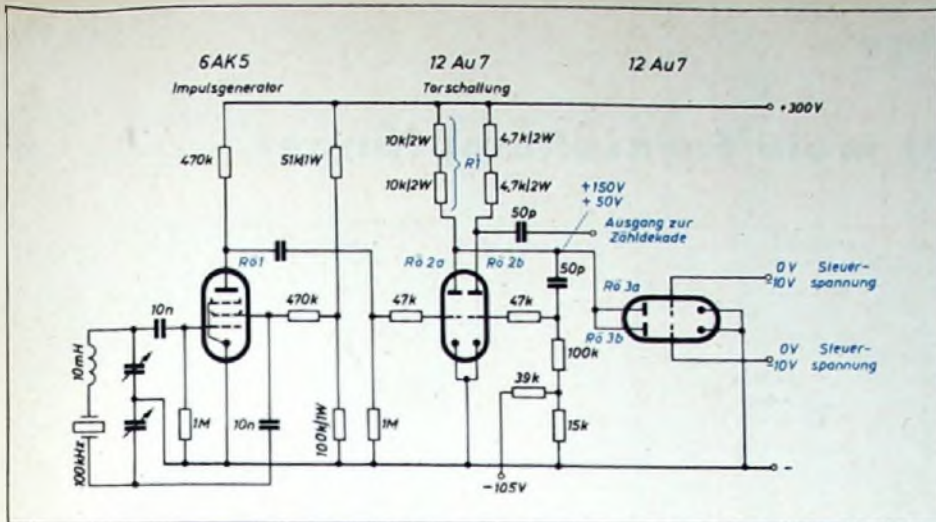 6AK5
12 Au 7
12 Au 7
Impulsgenerator
Torschaltung
+300V
470k
51k/1W
10k/2W
4,7k/2W
R1
10k/2W
4,7k/2W
+150V
+ 50V
50p
Ausgang zur
Zähldekade
Rö1
Rö 2a
Rö 2b
50p
0V Steuer-
-10V spannung
10n
470k
47k
47k
Rö 3a
10mH
Rö 3b
100k
0V Steuer-
-10V spannung
39k
1M
10n
100k/1W
1M
15k
100kHz
-105V
-